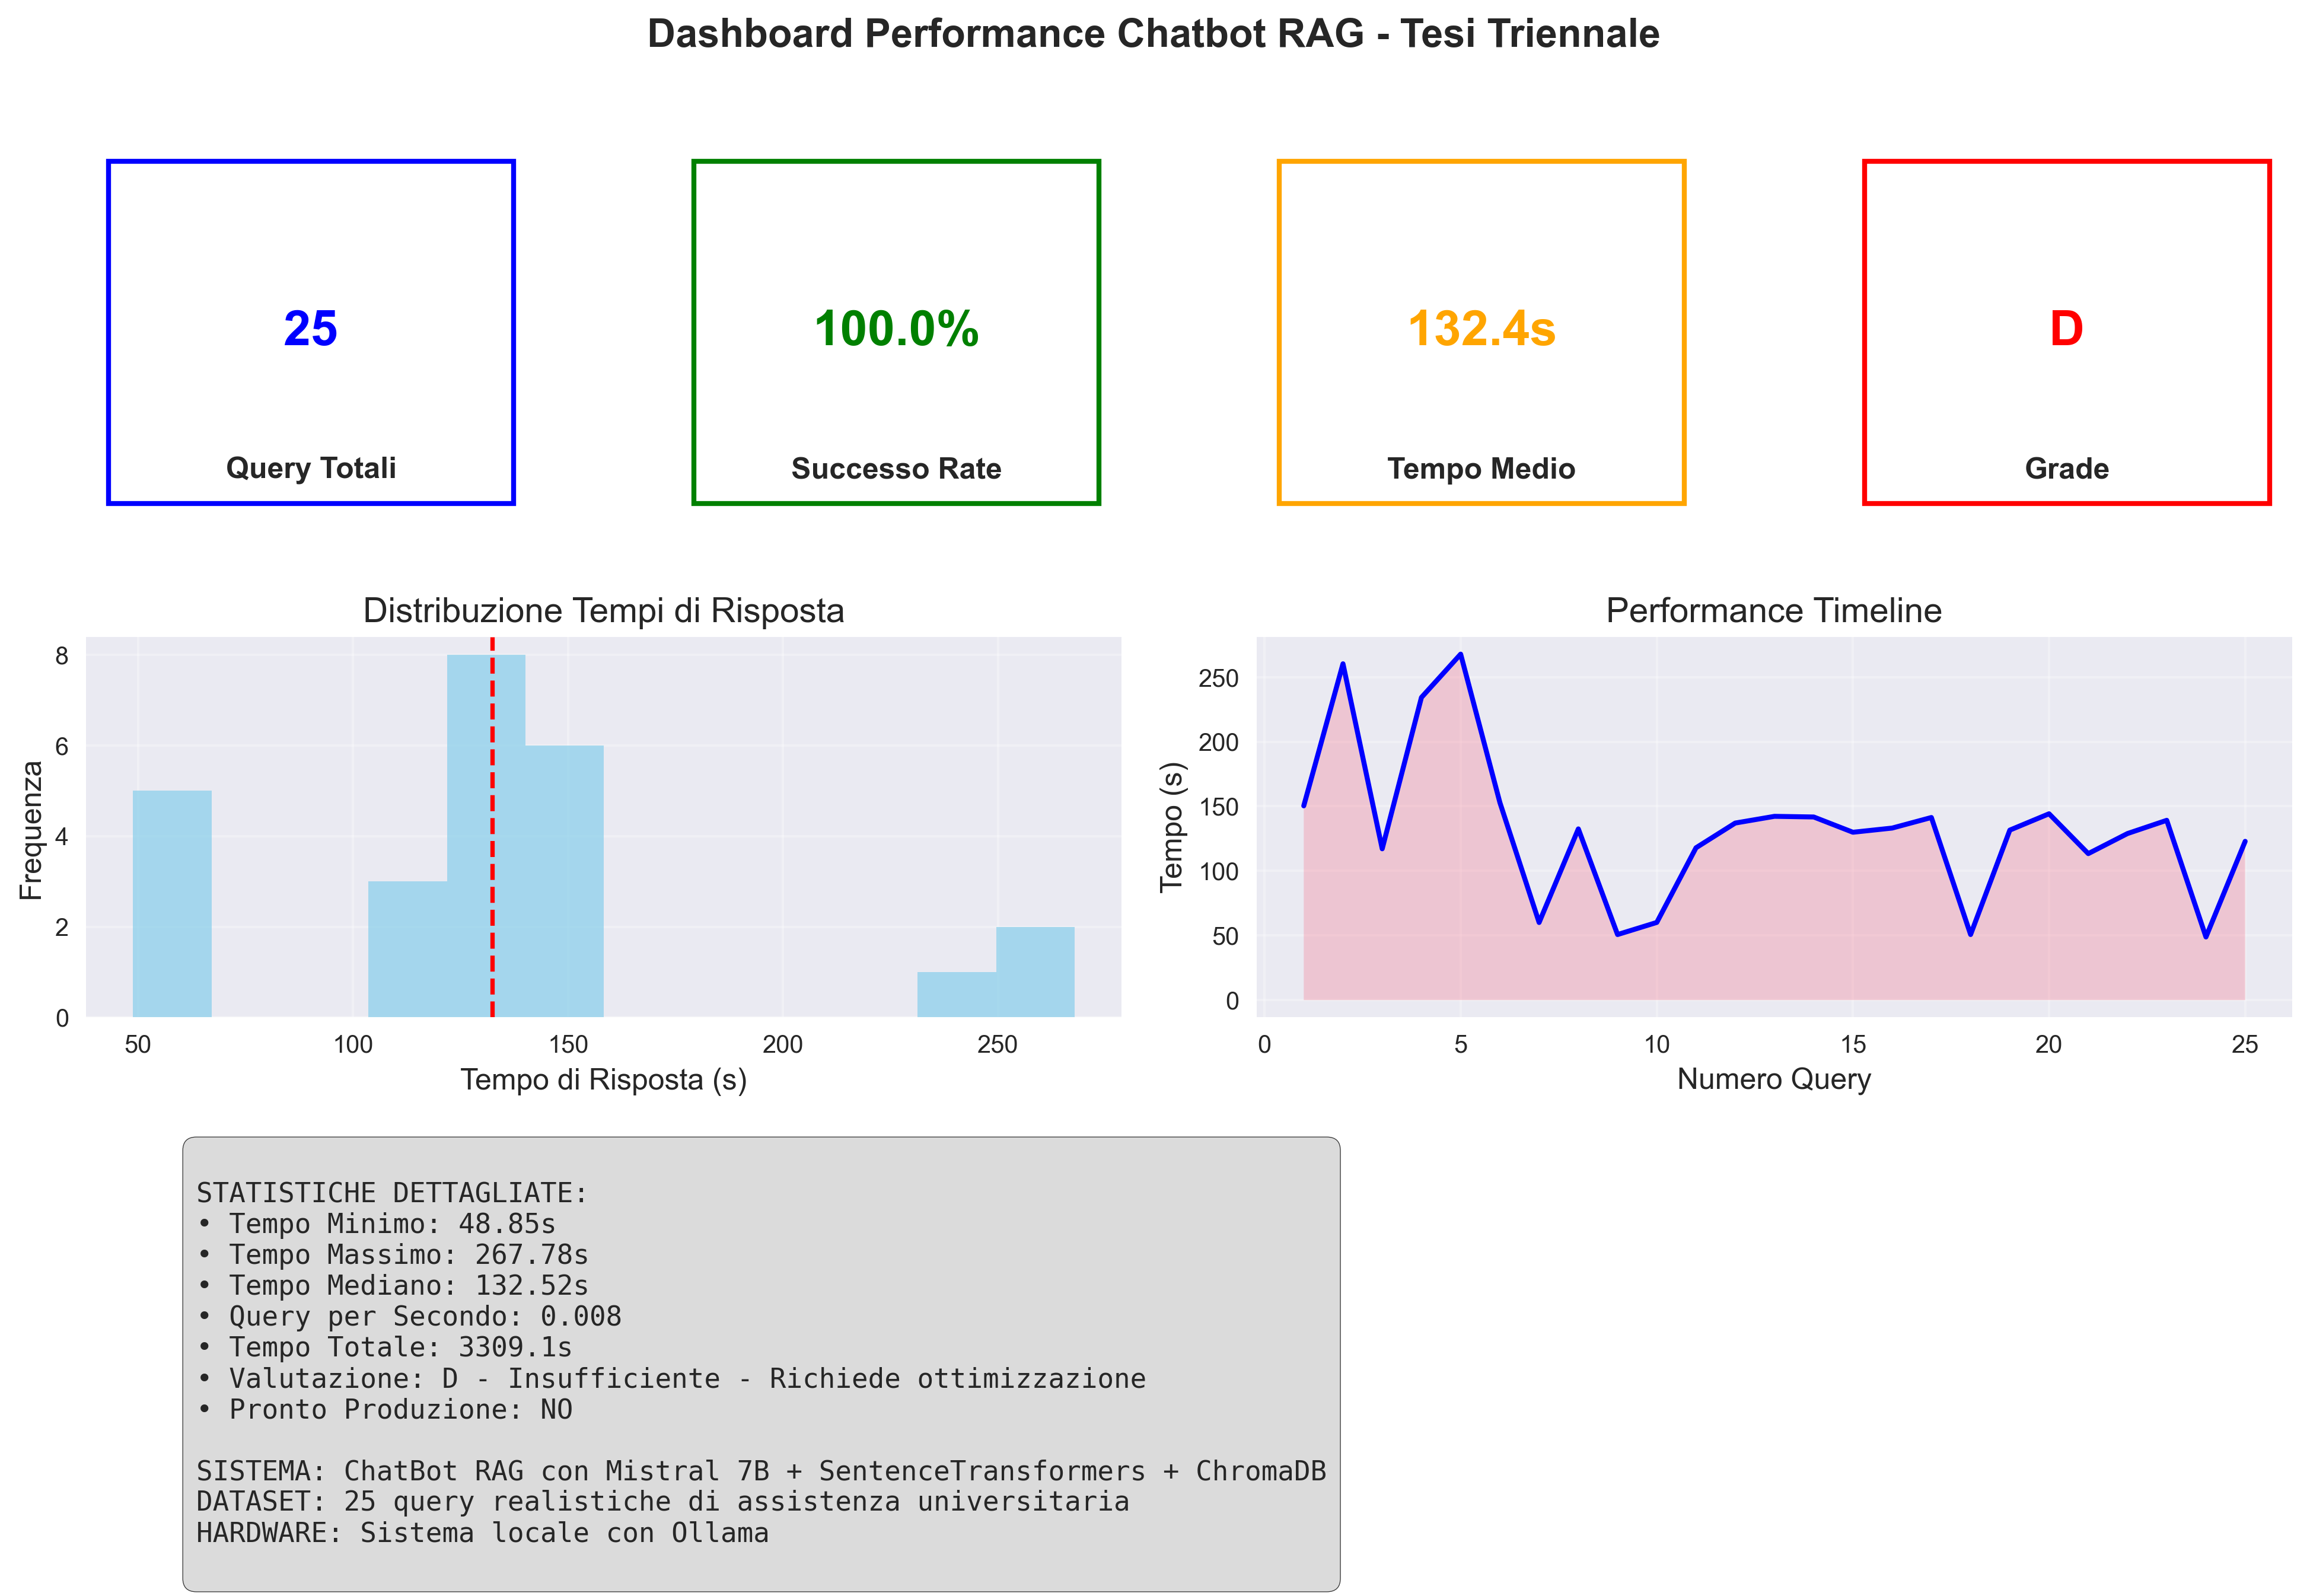 Dashboard Performance Chatbot RAG - Tesi Triennale
25
Query Totali
100.0%
Successo Rate
132.4s
Tempo Medio
D
Grade
Distribuzione Tempi di Risposta
Frequenza
8
6
4
2
0
50 100 150 200 250
Tempo di Risposta (s)
Performance Timeline
Tempo (s)
250
200
150
100
50
0
0 5 10 15 20 25
Numero Query
STATISTICHE DETTAGLIATE:
• Tempo Minimo: 48.85s
• Tempo Massimo: 267.78s
• Tempo Mediano: 132.52s
• Query per Secondo: 0.008
• Tempo Totale: 3309.1s
• Valutazione: D - Insufficiente - Richiede ottimizzazione
• Pronto Produzione: NO
SISTEMA: ChatBot RAG con Mistral 7B + SentenceTransformers + ChromaDB
DATASET: 25 query realistiche di assistenza universitaria
HARDWARE: Sistema locale con Ollama